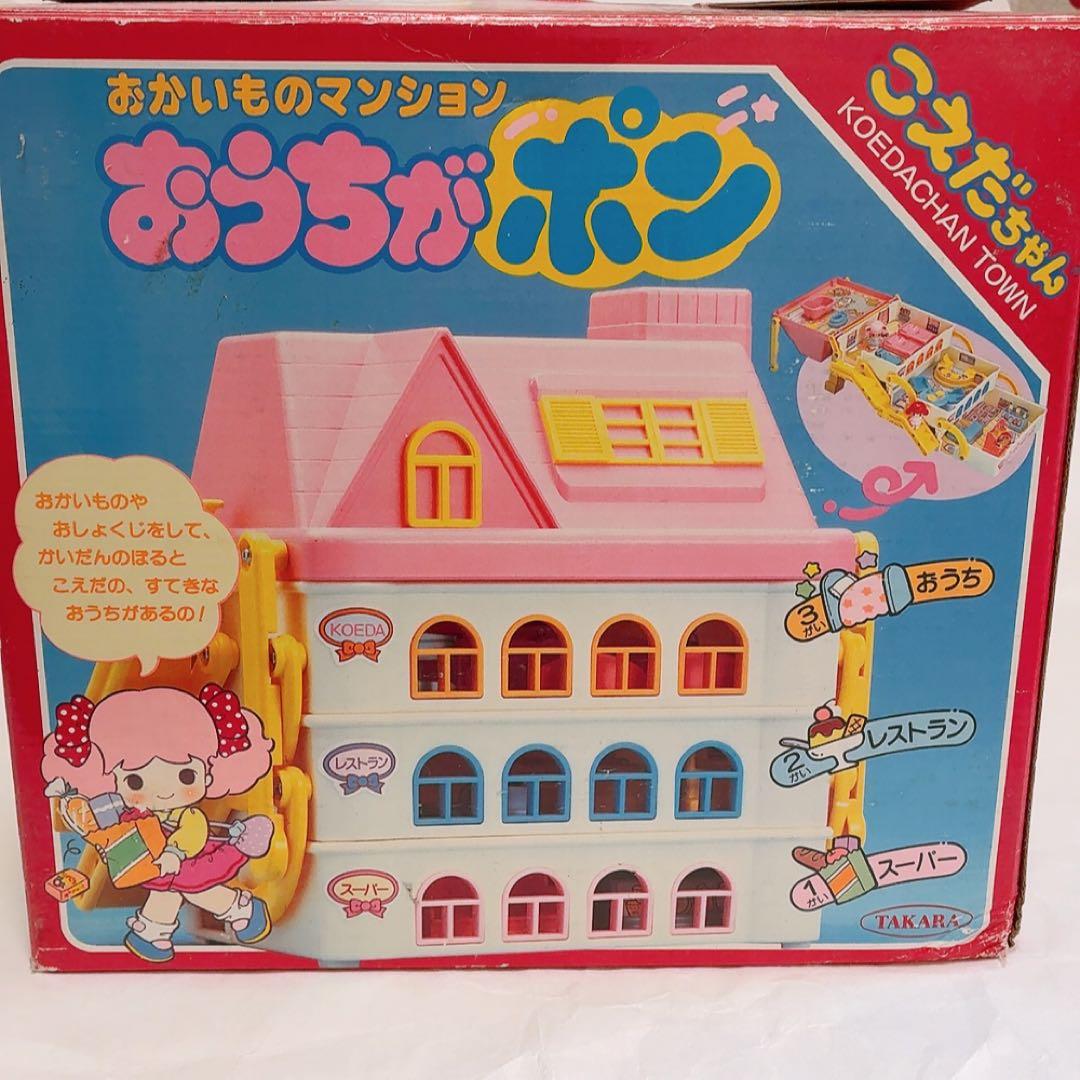 おかいものマンション
おうちがポン
こえだちゃん
KOEDACHAN TOWN
おかいものや
おしょくじをして、
かいだんのぼると
こえだの、すてきな
おうちがあるの!
KOEDA
レストラン
スーパー
3かい おうち
2かい レストラン
1かい スーパー
TAKARA